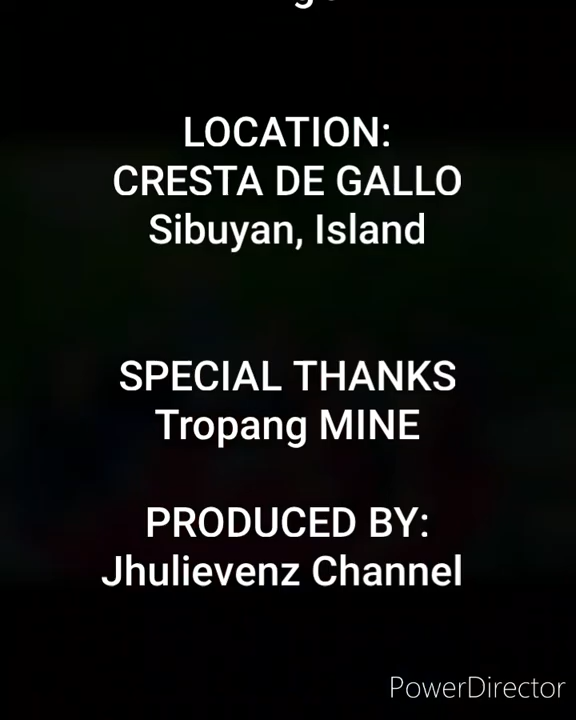 LOCATION:
CRESTA DE GALLO
Sibuyan, Island
SPECIAL THANKS
Tropang MINE
PRODUCED BY:
Jhulievenz Channel
PowerDirector